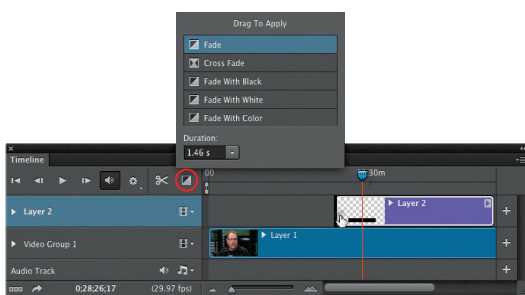 Drag To Apply
Fade
Cross Fade
Fade With Black
Fade With White
Fade With Color
Duration:
1.46 s
Timeline
00
30m
Layer 2
Layer 2
Video Group 1
Layer 1
Audio Track
0;28;26;17 (29.97 fps)